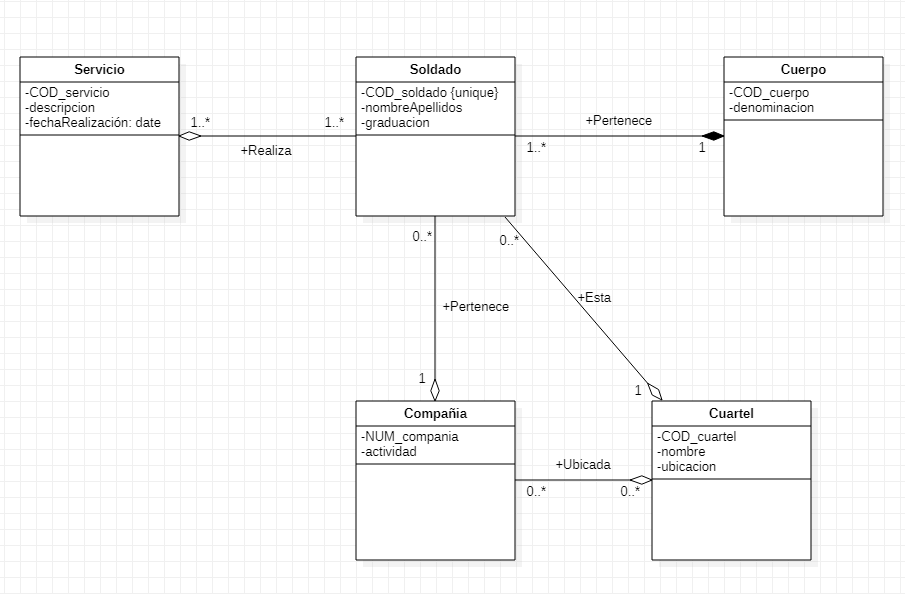 Servicio
-COD_servicio
-descripcion
-fechaRealización: date
1..*
1..*
+Realiza
Soldado
-COD_soldado {unique}
-nombreApellidos
-graduacion
+Pertenece
1..*
1
Cuerpo
-COD_cuerpo
-denominacion
0..*
0..*
+Pertenece
+Esta
1
1
Compañia
-NUM_compania
-actividad
+Ubicada
0..*
0..*
Cuartel
-COD_cuartel
-nombre
-ubicacion